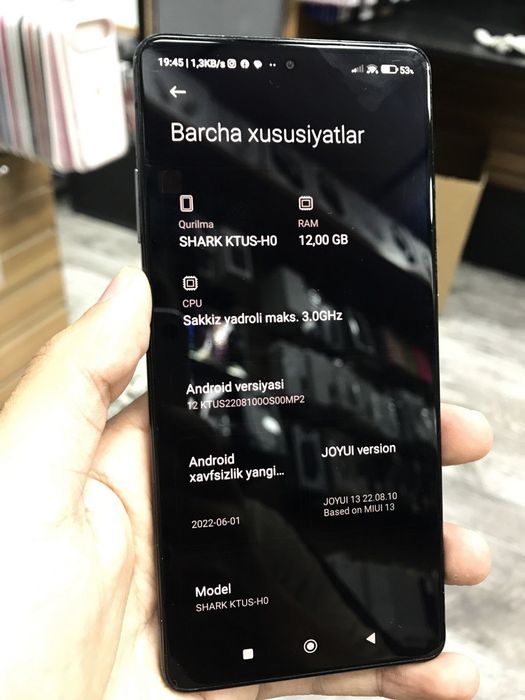 19:45 | 1,3KB/s
53%
Barcha xususiyatlar
Qurilma
SHARK KTUS-H0
RAM
12,00 GB
CPU
Sakkiz yadroli maks. 3.0GHz
Android versiyasi
12 KTUS2208100OS00MP2
Android
xavfsizlik yangi...
2022-06-01
JOYUI version
JOYUI 13 22.08.10
Based on MIUI 13
Model
SHARK KTUS-H0